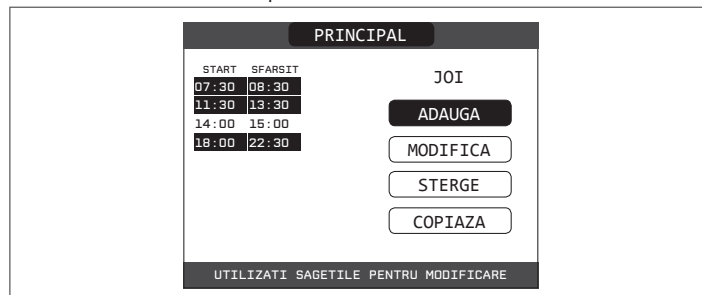 PRINCIPAL
START SFARSIT
07:30 08:30
11:30 13:30
14:00 15:00
18:00 22:30
JOI
ADAUGA
MODIFICA
STERGE
COPIAZA
UTILIZATI SAGETILE PENTRU MODIFICARE